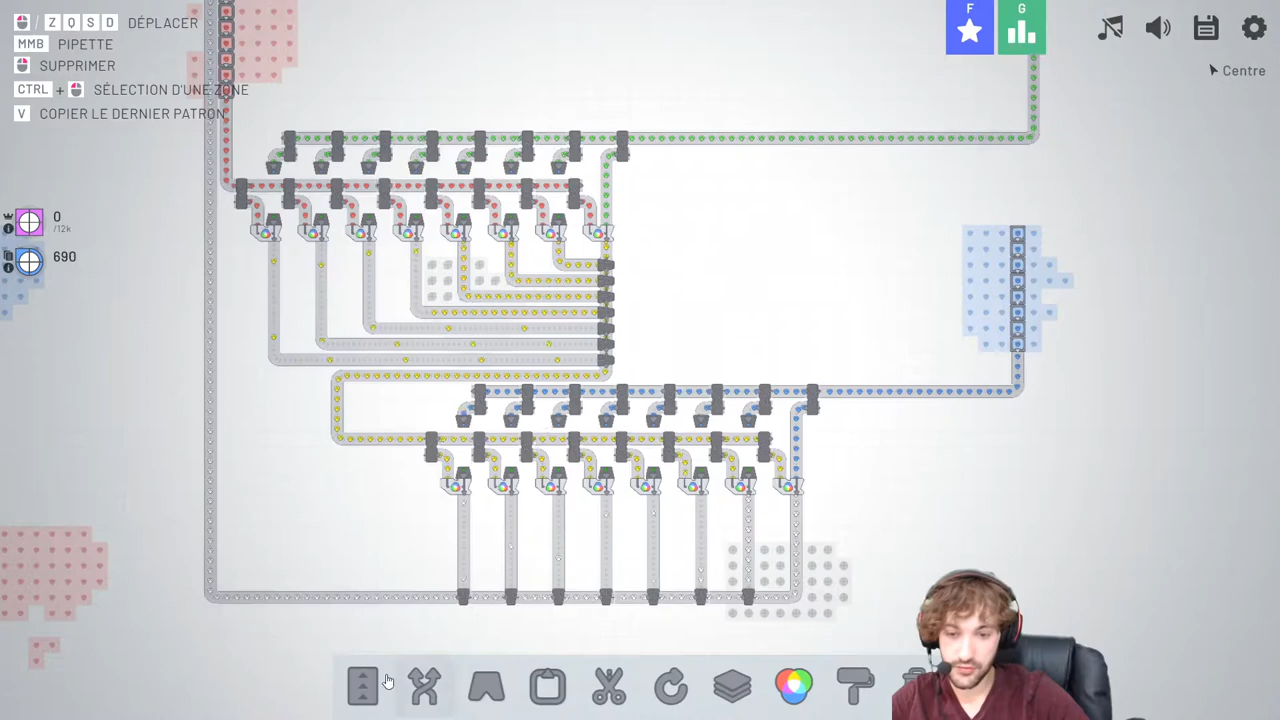 / Z Q S D DÉPLACER
MMB PIPETTE
SUPPRIMER
CTRL + SÉLECTION D'UNE ZONE
V COPIER LE DERNIER PATRON
F G
Centre
0
/12k
690